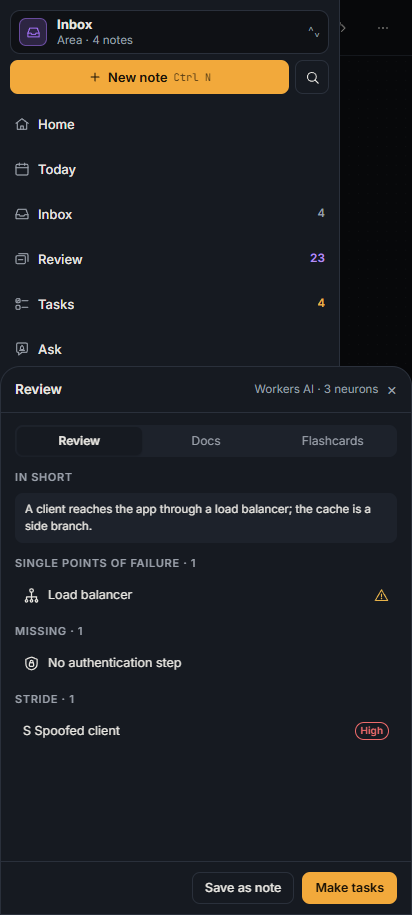 Inbox
Area · 4 notes
+ New note Ctrl N
Home
Today
Inbox 4
Review 23
Tasks 4
Ask
Review Workers AI · 3 neurons ×
Review Docs Flashcards
IN SHORT
A client reaches the app through a load balancer; the cache is a
side branch.
SINGLE POINTS OF FAILURE · 1
Load balancer
MISSING · 1
No authentication step
STRIDE · 1
S Spoofed client High
Save as note Make tasks